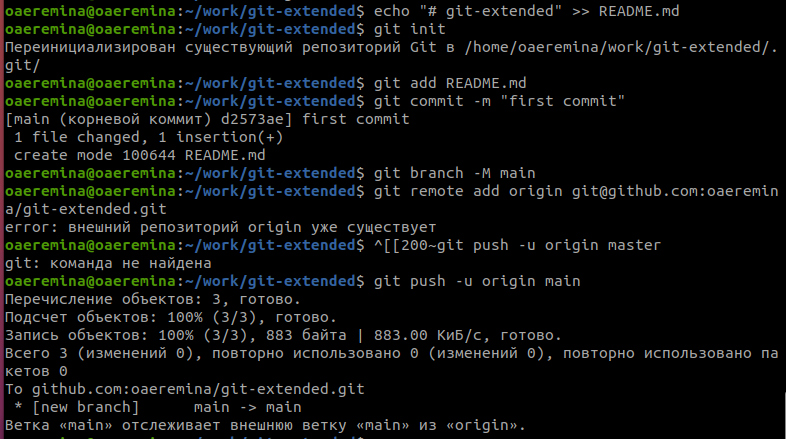 oaeremina@oaeremina:~/work/git-extended$ echo "# git-extended" >> README.md
oaeremina@oaeremina:~/work/git-extended$ git init
Переинициализирован существующий репозиторий Git в /home/oaeremina/work/git-extended/.
git/
oaeremina@oaeremina:~/work/git-extended$ git add README.md
oaeremina@oaeremina:~/work/git-extended$ git commit -m "first commit"
[main (корневой коммит) d2573ae] first commit
 1 file changed, 1 insertion(+)
 create mode 100644 README.md
oaeremina@oaeremina:~/work/git-extended$ git branch -M main
oaeremina@oaeremina:~/work/git-extended$ git remote add origin git@github.com:oaeremin
a/git-extended.git
error: внешний репозиторий origin уже существует
oaeremina@oaeremina:~/work/git-extended$ ^[[200~git push -u origin master
git: команда не найдена
oaeremina@oaeremina:~/work/git-extended$ git push -u origin main
Перечисление объектов: 3, готово.
Подсчет объектов: 100% (3/3), готово.
Запись объектов: 100% (3/3), 883 байта | 883.00 КиБ/с, готово.
Всего 3 (изменений 0), повторно использовано 0 (изменений 0), повторно использовано па
кетов 0
To github.com:oaeremina/git-extended.git
 * [new branch]      main -> main
Ветка «main» отслеживает внешнюю ветку «main» из «origin».
oaeremina@oaeremina:~/work/git-extended$